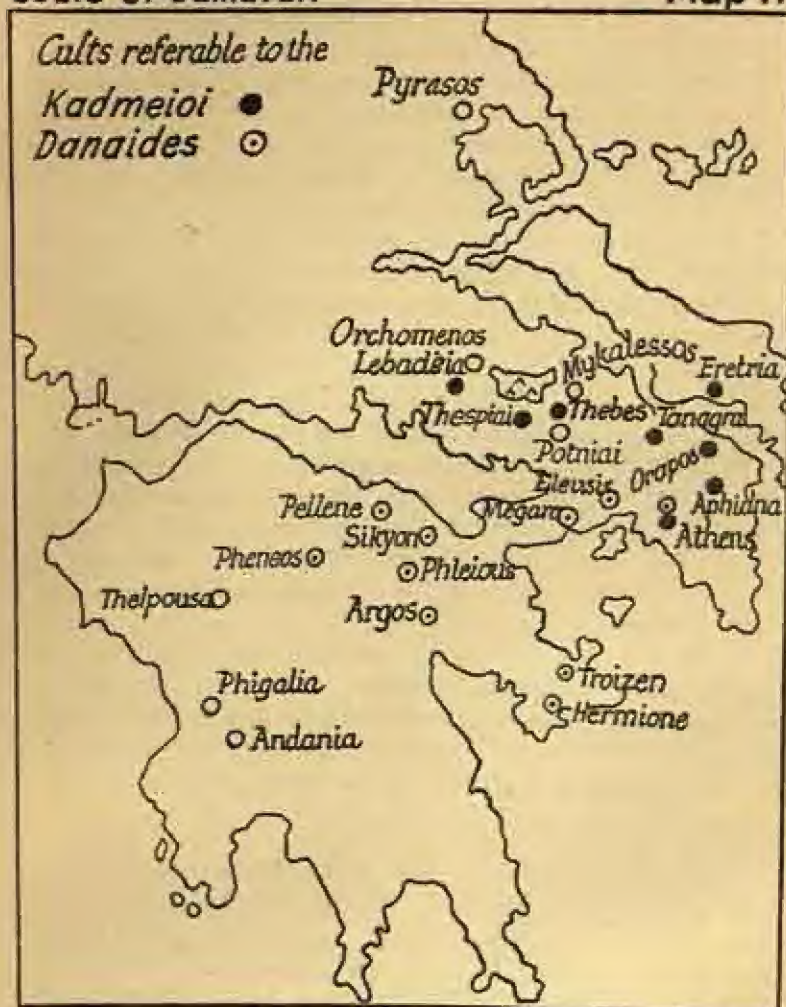 Cults referable to the
Kadmeioi
Danaides
Pyrasos
Orchomenos
Lebadeia
Mykalessos
Eretria
Thespiai
Thebes
Tanagra
Potniai
Oropos
Eleusis
Aphidna
Pellene
Megara
Sikyon
Athens
Pheneos
Phleious
Thelpousa
Argos
Troizen
Phigalia
Hermione
Andania